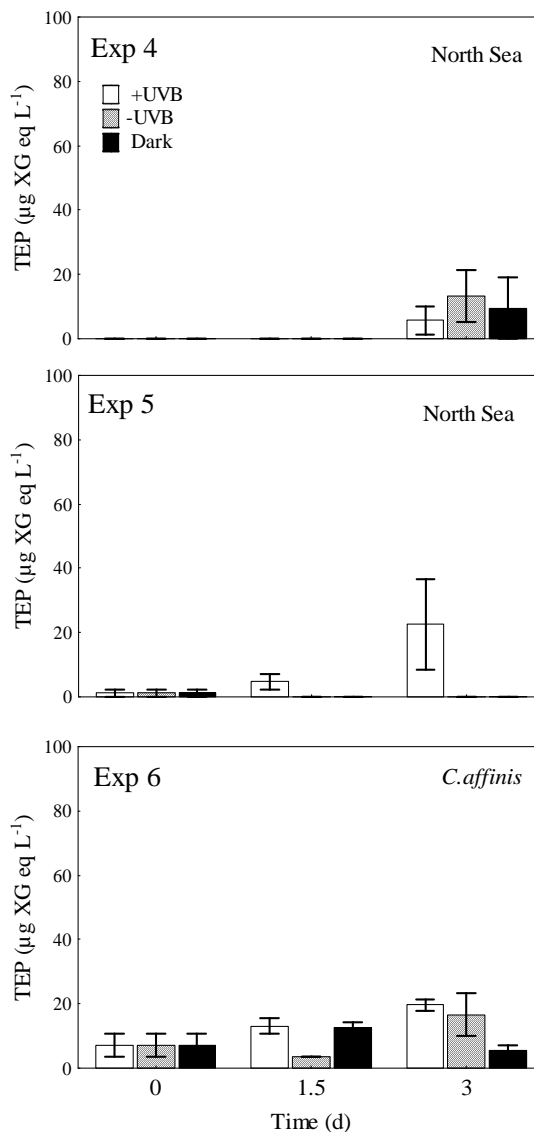 100
80
60
40
20
0
TEP (µg XG eq L⁻¹)
Exp 4
North Sea
+UVB
-UVB
Dark
100
80
60
40
20
0
TEP (µg XG eq L⁻¹)
Exp 5
North Sea
100
80
60
40
20
0
TEP (µg XG eq L⁻¹)
Exp 6
C.affinis
0 1.5 3
Time (d)